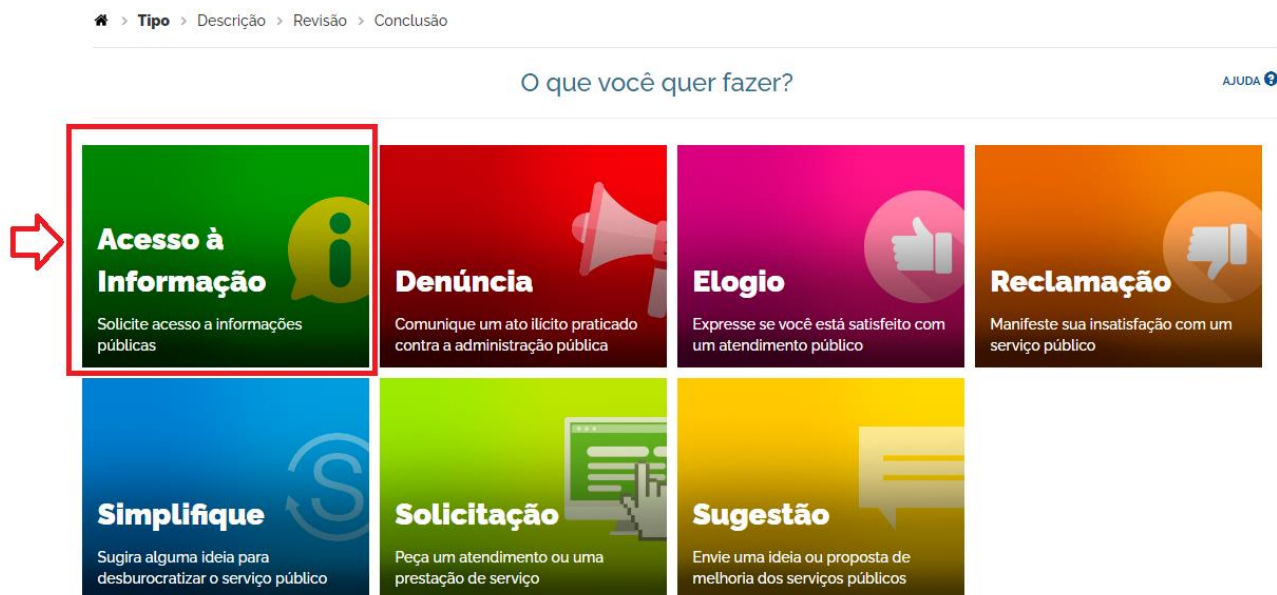 > Tipo > Descrição > Revisão > Conclusão
O que você quer fazer?
AJUDA ?
Acesso à
Informação
Solicite acesso a informações
públicas
Denúncia
Comunique um ato ilícito praticado
contra a administração pública
Elogio
Expresse se você está satisfeito com
um atendimento público
Reclamação
Manifeste sua insatisfação com um
serviço público
Simplifique
Sugira alguma ideia para
desburocratizar o serviço público
Solicitação
Peça um atendimento ou uma
prestação de serviço
Sugestão
Envie uma ideia ou proposta de
melhoria dos serviços públicos